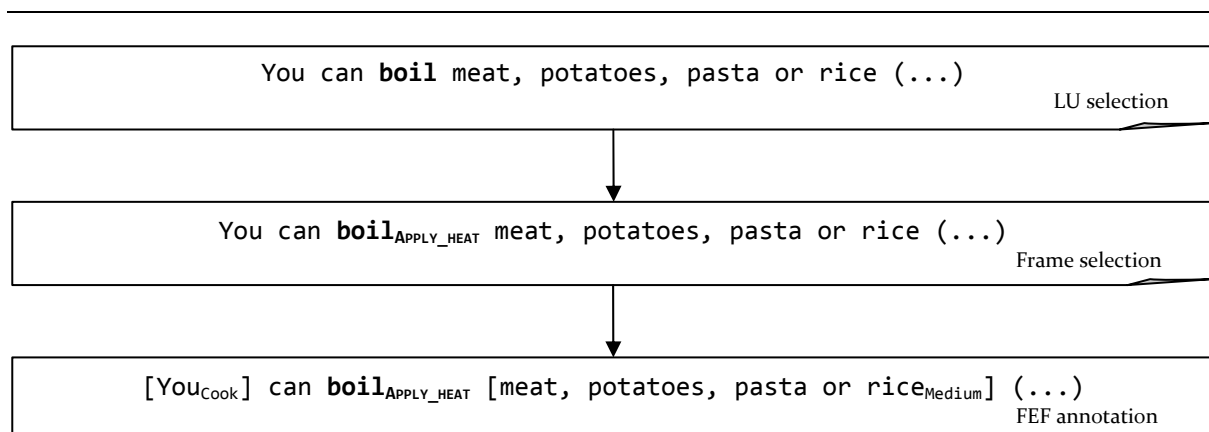 You can boil meat, potatoes, pasta or rice (...)
LU selection
You can boilAPPLY_HEAT meat, potatoes, pasta or rice (...)
Frame selection
[YouCook] can boilAPPLY_HEAT [meat, potatoes, pasta or riceMedium] (...)
FEF annotation